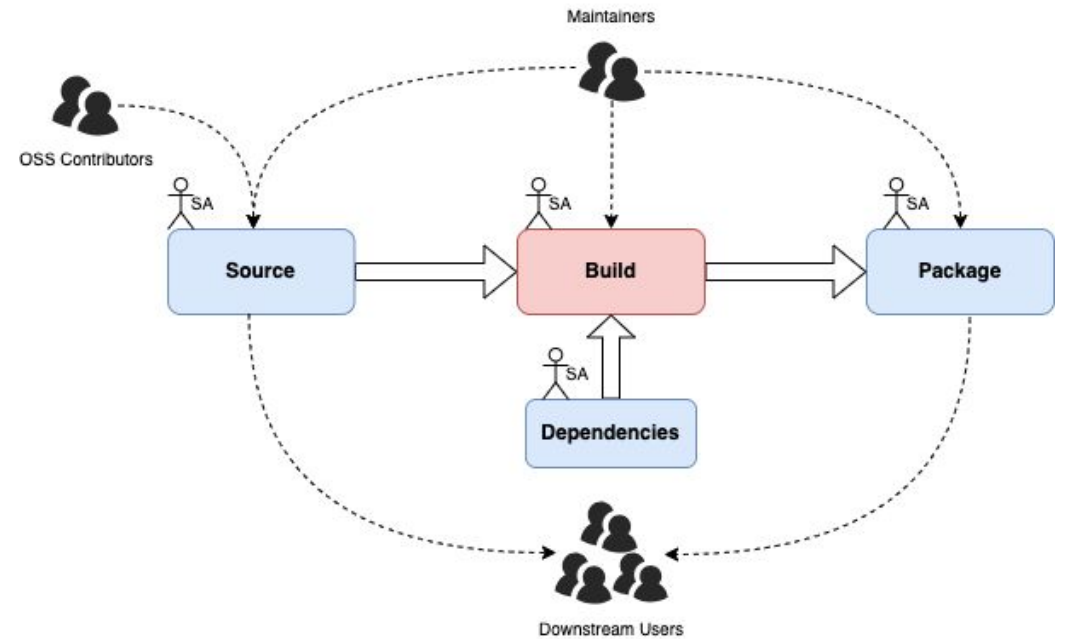 Maintainers
OSS Contributors
SA
SA
SA
Source
Build
Package
SA
Dependencies
Downstream Users